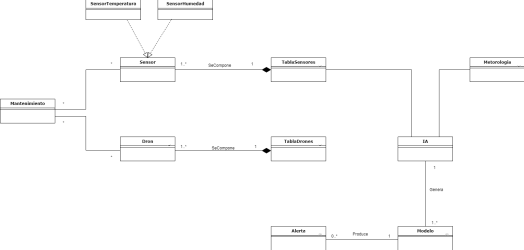 SensorTemperatura
SensorHumedad
Sensor
TablaSensores
Metorologia
*
1..*
SeCompone
1
Mantenimiento
*
*
*
Dron
1..*
SeCompone
1
TablaDrones
IA
1
Genera
1..*
Alerta
0..*
Produce
1
Modelo